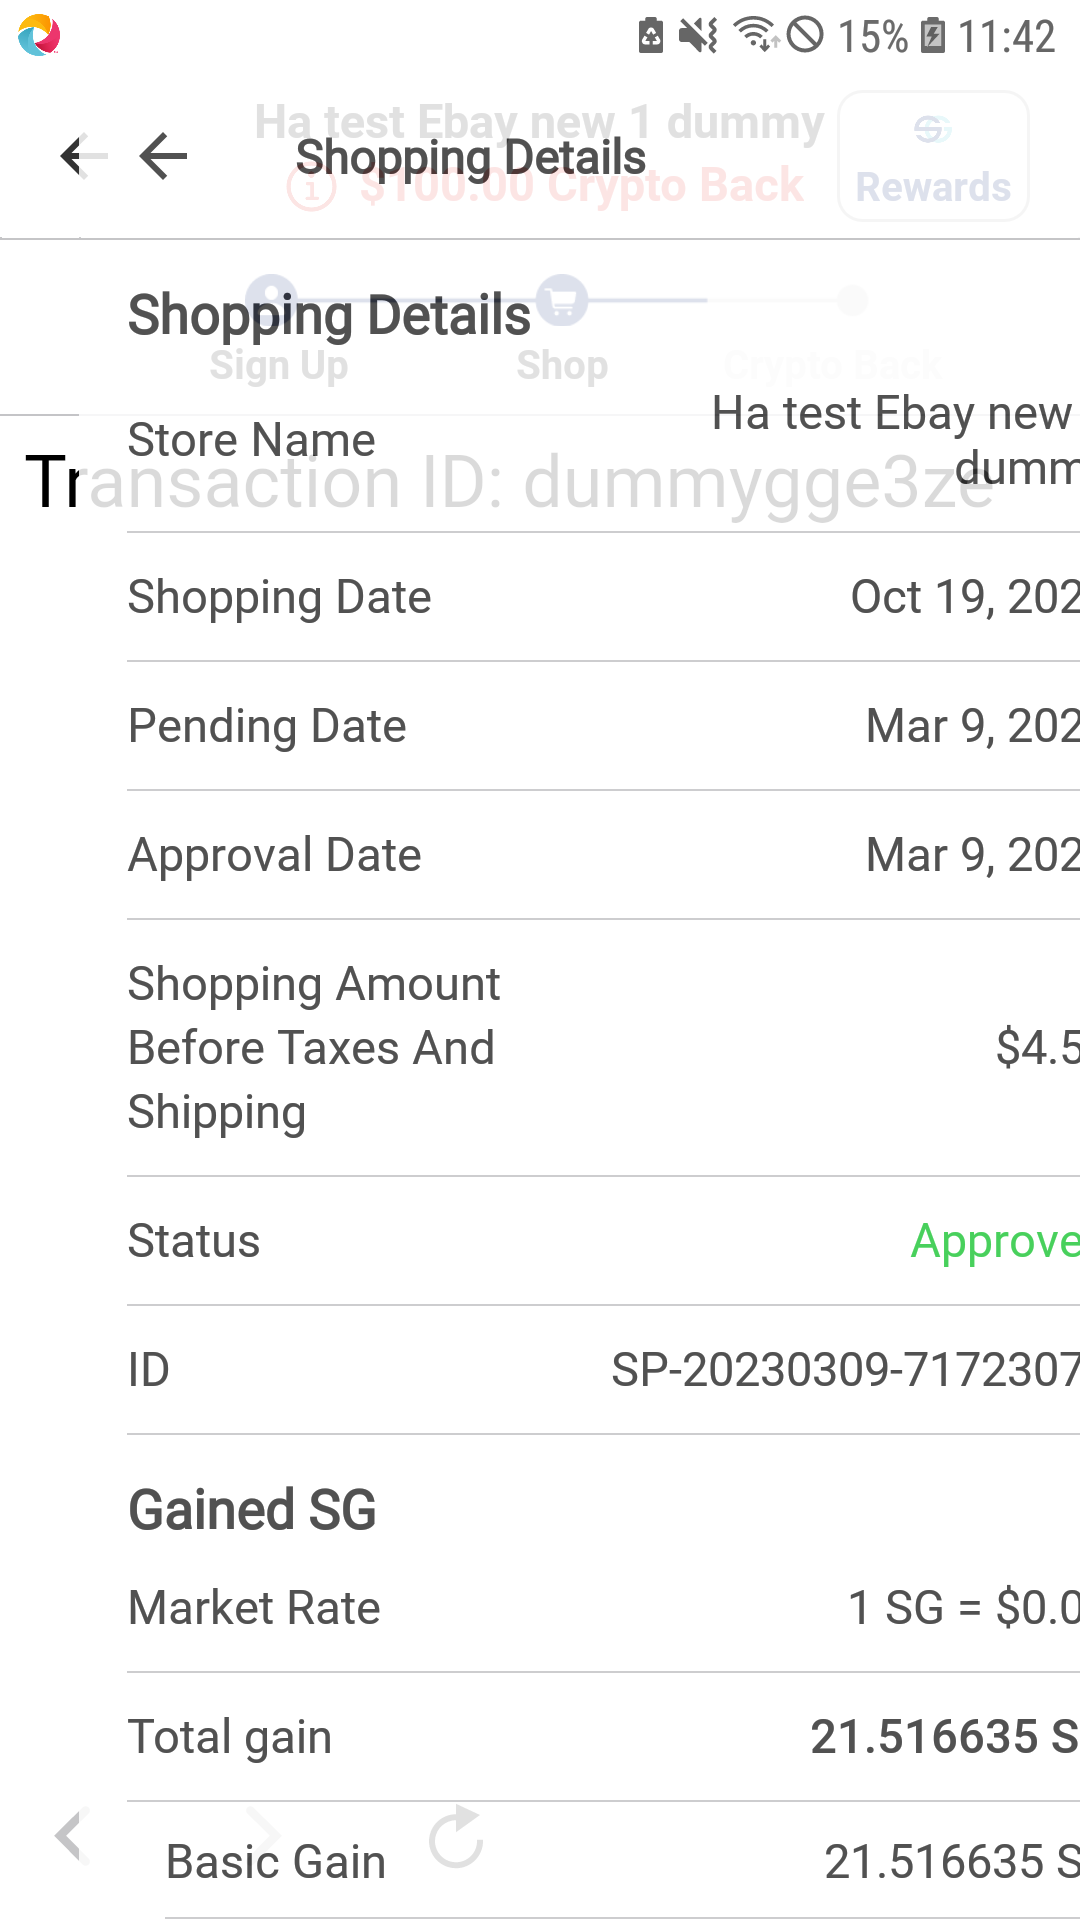 15% 11:42
Ha test Ebay new 1 dummy
Shopping Details
$100.00 Crypto Back
Rewards
Shopping Details
Sign Up Shop Crypto Back
Store Name Ha test Ebay new
dumm
Transaction ID: dummygge3ze
Shopping Date Oct 19, 202
Pending Date Mar 9, 202
Approval Date Mar 9, 202
Shopping Amount
Before Taxes And $4.5
Shipping
Status Approve
ID SP-20230309-7172307
Gained SG
Market Rate 1 SG = $0.0
Total gain 21.516635 S
Basic Gain 21.516635 S